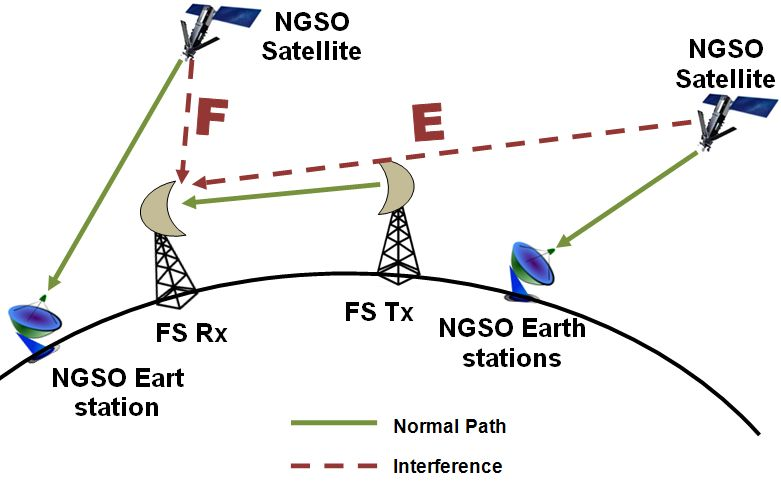 NGSO
Satellite
NGSO
Satellite
F
E
FS Rx
FS Tx
NGSO Earth
stations
NGSO Eart
station
Normal Path
Interference